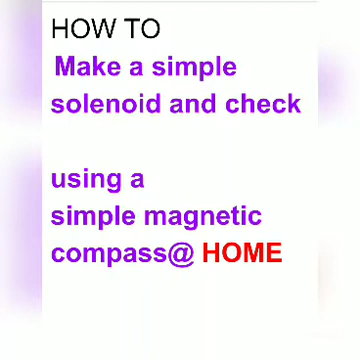 HOW TO
Make a simple
solenoid and check
using a
simple magnetic
compass@ HOME